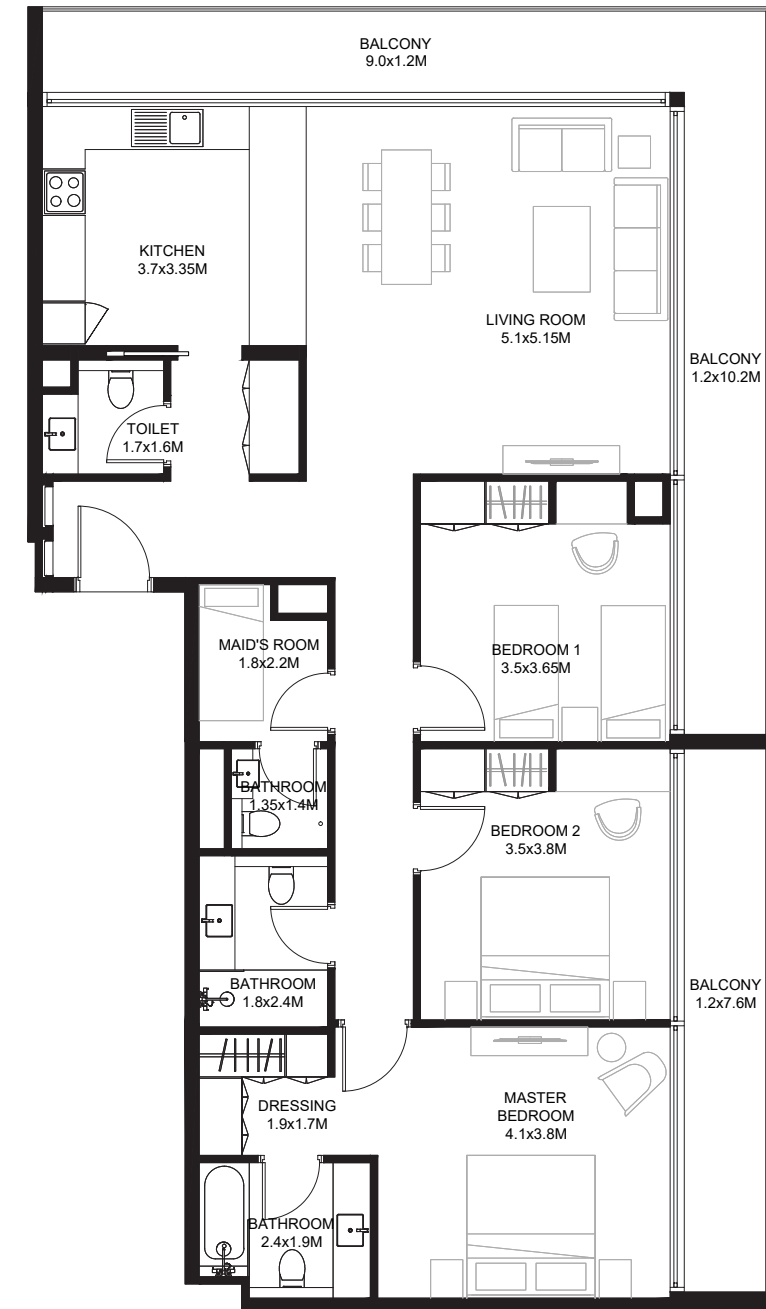 BALCONY
9.0x1.2M
KITCHEN
3.7x3.35M
LIVING ROOM
5.1x5.15M
BALCONY
1.2x10.2M
TOILET
1.7x1.6M
MAID'S ROOM
1.8x2.2M
BEDROOM 1
3.5x3.65M
BATHROOM
1.35x1.4M
BEDROOM 2
3.5x3.8M
BATHROOM
1.8x2.4M
BALCONY
1.2x7.6M
DRESSING
1.9x1.7M
MASTER
BEDROOM
4.1x3.8M
BATHROOM
2.4x1.9M